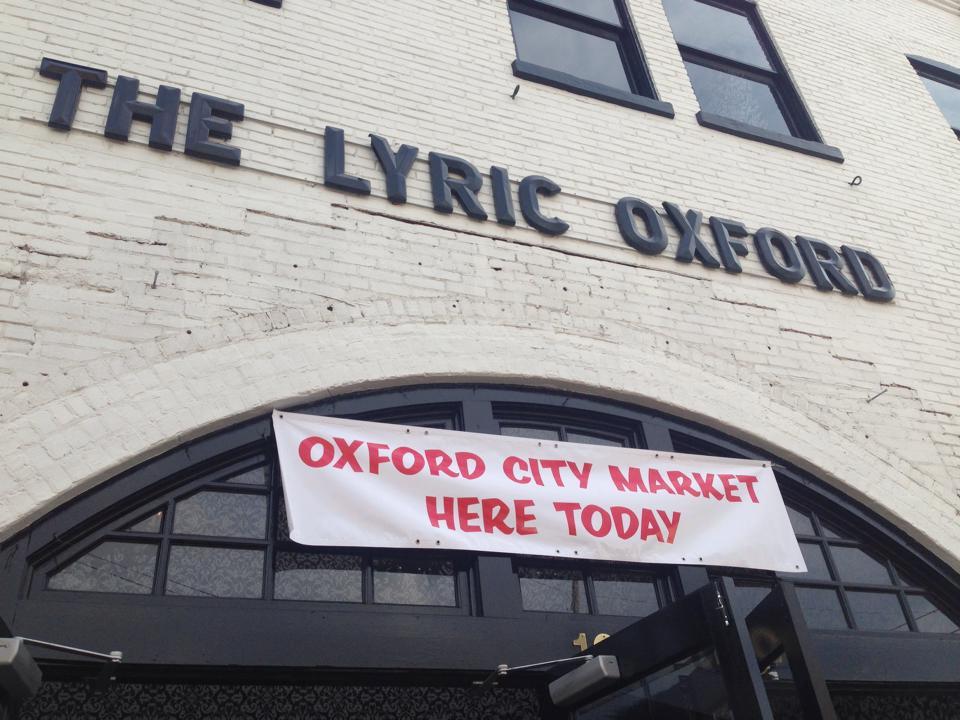 THE LYRIC OXFORD
OXFORD CITY MARKET
HERE TODAY